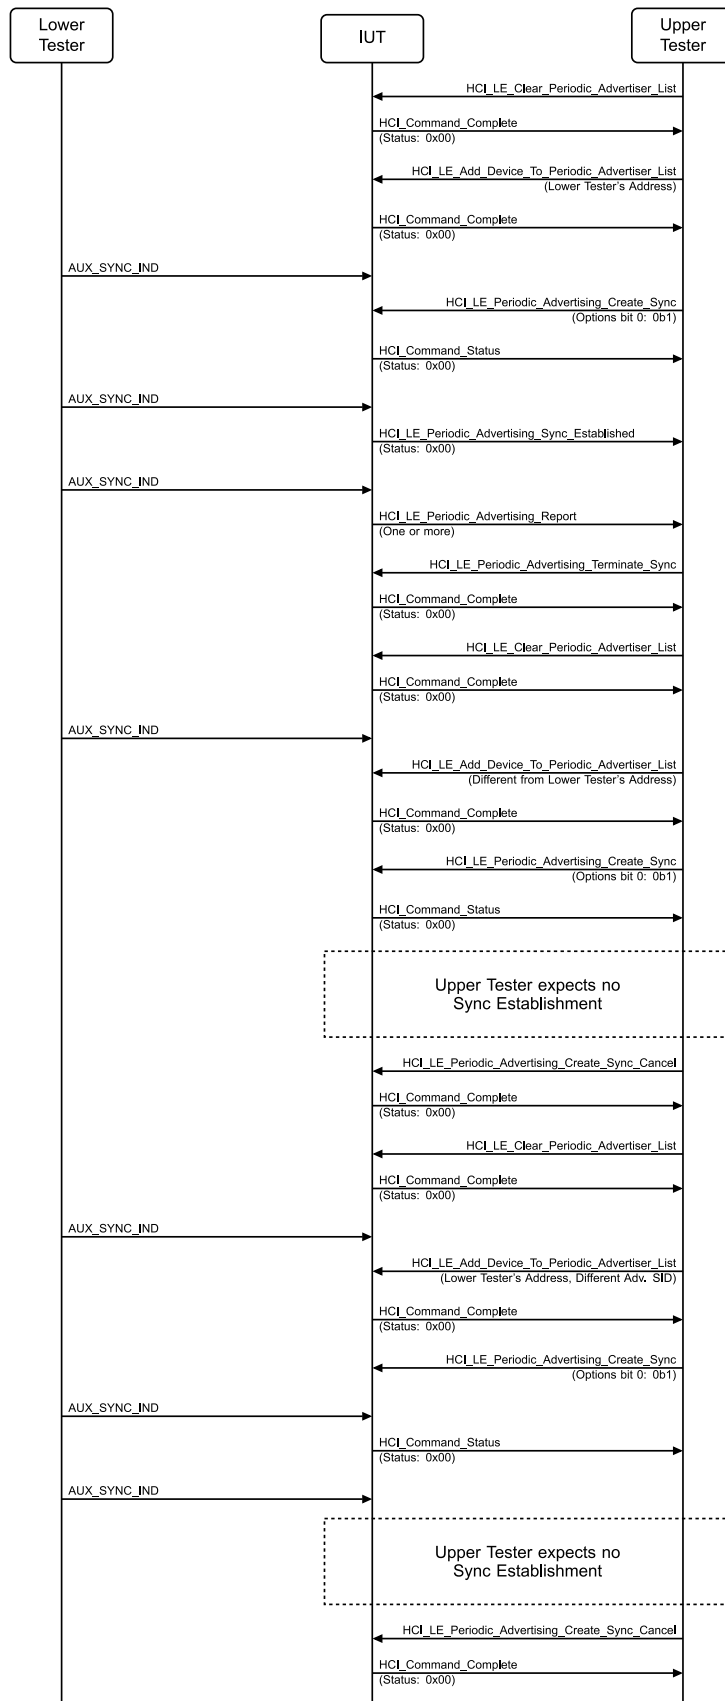 Lower
Tester
IUT
Upper
Tester
HCI_LE_Clear_Periodic_Advertiser_List
HCI_Command_Complete
(Status: 0x00)
HCI_LE_Add_Device_To_Periodic_Advertiser_List
(Lower Tester's Address)
HCI_Command_Complete
(Status: 0x00)
AUX_SYNC_IND
HCI_LE_Periodic_Advertising_Create_Sync
(Options bit 0: 0b1)
HCI_Command_Status
(Status: 0x00)
AUX_SYNC_IND
HCI_LE_Periodic_Advertising_Sync_Established
(Status: 0x00)
AUX_SYNC_IND
HCI_LE_Periodic_Advertising_Report
(One or more)
HCI_LE_Periodic_Advertising_Terminate_Sync
HCI_Command_Complete
(Status: 0x00)
HCI_LE_Clear_Periodic_Advertiser_List
HCI_Command_Complete
(Status: 0x00)
AUX_SYNC_IND
HCI_LE_Add_Device_To_Periodic_Advertiser_List
(Different from Lower Tester's Address)
HCI_Command_Complete
(Status: 0x00)
HCI_LE_Periodic_Advertising_Create_Sync
(Options bit 0: 0b1)
HCI_Command_Status
(Status: 0x00)
Upper Tester expects no
Sync Establishment
HCI_LE_Periodic_Advertising_Create_Sync_Cancel
HCI_Command_Complete
(Status: 0x00)
HCI_LE_Clear_Periodic_Advertiser_List
HCI_Command_Complete
(Status: 0x00)
AUX_SYNC_IND
HCI_LE_Add_Device_To_Periodic_Advertiser_List
(Lower Tester's Address, Different Adv. SID)
HCI_Command_Complete
(Status: 0x00)
HCI_LE_Periodic_Advertising_Create_Sync
(Options bit 0: 0b1)
AUX_SYNC_IND
HCI_Command_Status
(Status: 0x00)
AUX_SYNC_IND
Upper Tester expects no
Sync Establishment
HCI_LE_Periodic_Advertising_Create_Sync_Cancel
HCI_Command_Complete
(Status: 0x00)